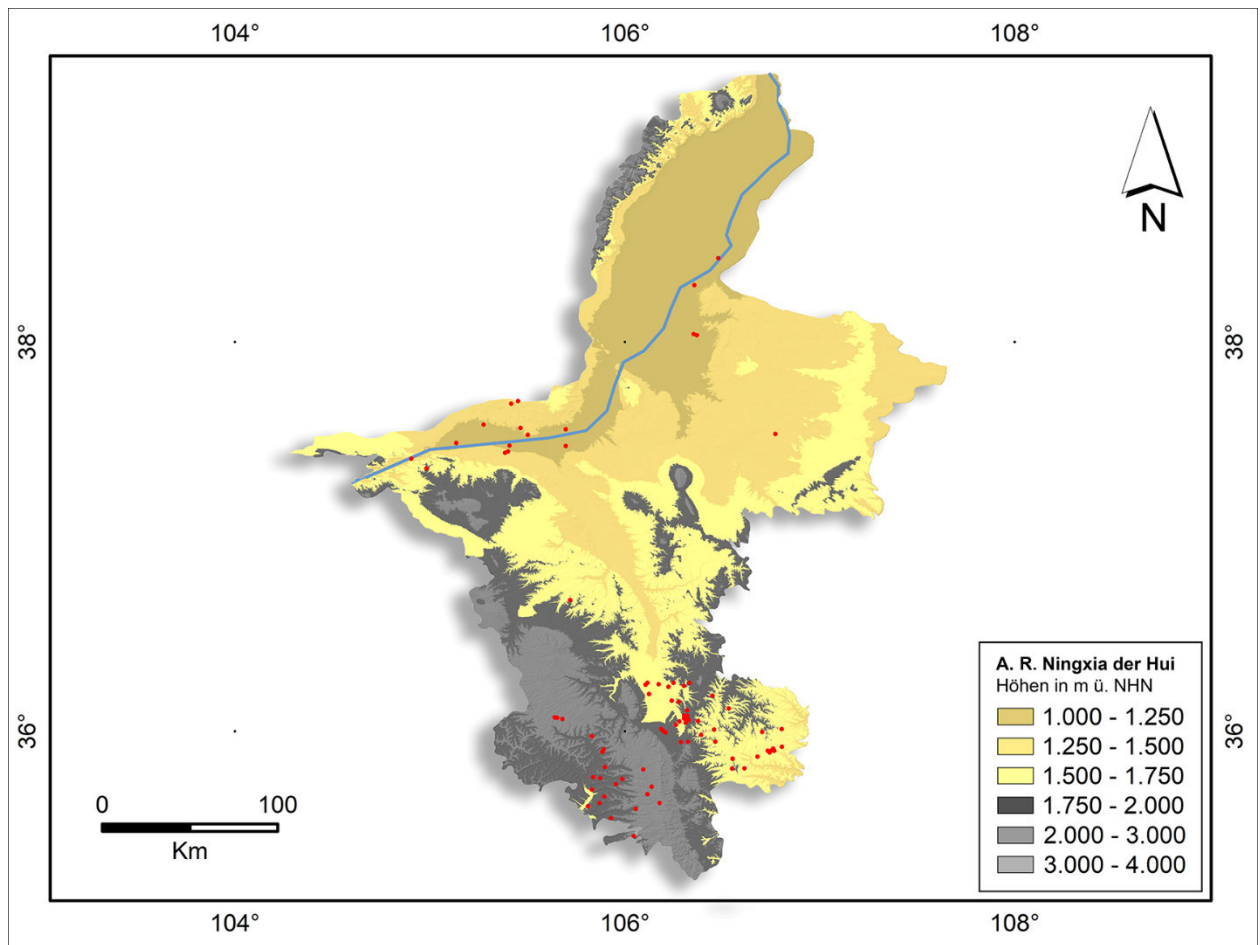 104° 106° 108°
38° 38°
36° 36°
N
0 100
Km
A. R. Ningxia der Hui
Höhen in m ü. NHN
1.000 - 1.250
1.250 - 1.500
1.500 - 1.750
1.750 - 2.000
2.000 - 3.000
3.000 - 4.000
104° 106° 108°